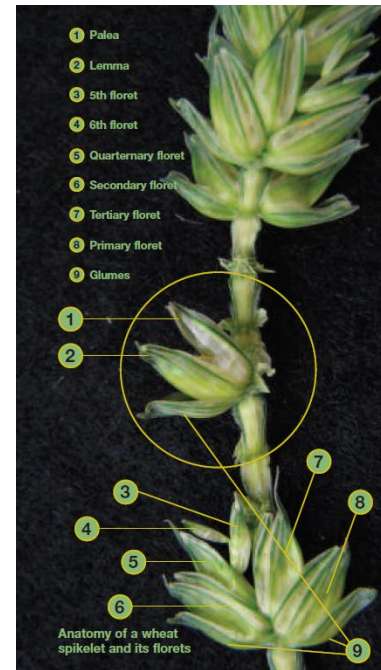 1 Palea
2 Lemma
3 5th floret
4 6th floret
5 Quarternary floret
6 Secondary floret
7 Tertiary floret
8 Primary floret
9 Glumes
1
2
7
3
8
4
5
6
9
Anatomy of a wheat
spikelet and its florets